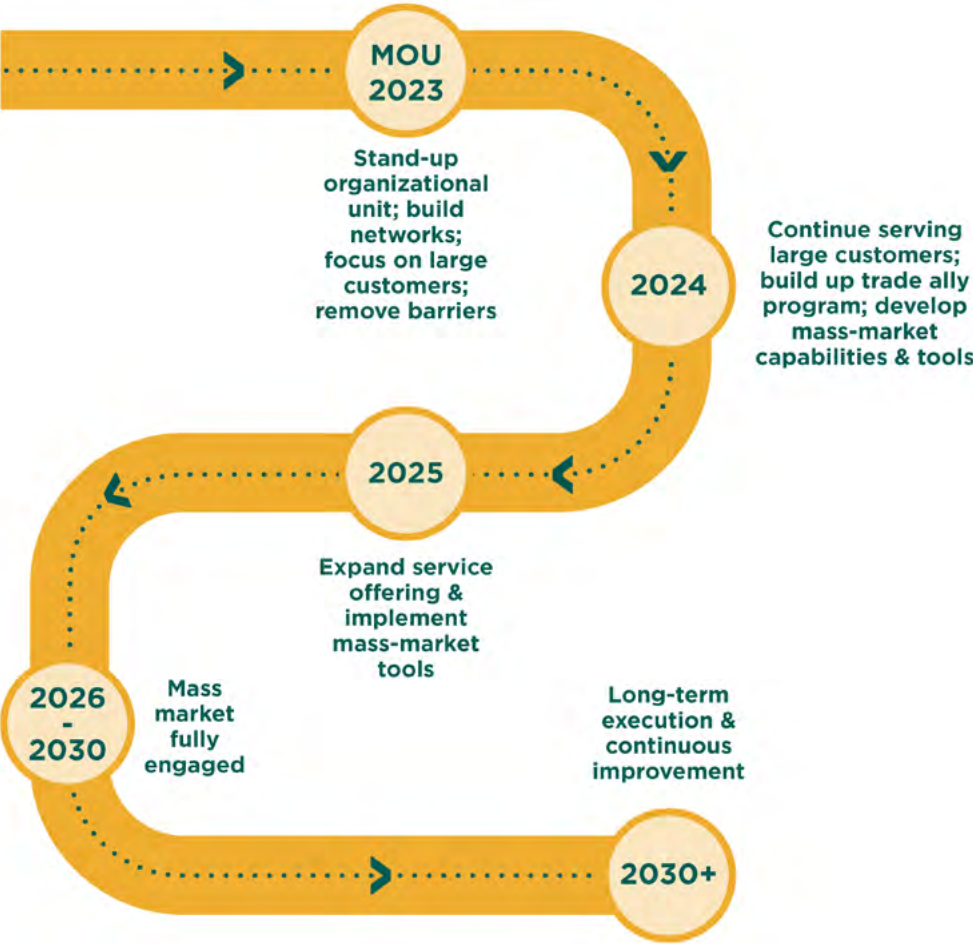 MOU
2023
Stand-up
organizational
unit; build
networks;
focus on large
customers;
remove barriers
2024
Continue serving
large customers;
build up trade ally
program; develop
mass-market
capabilities & tools
2025
Expand service
offering &
implement
mass-market
tools
2026
-
2030
Mass
market
fully
engaged
Long-term
execution &
continuous
improvement
2030+